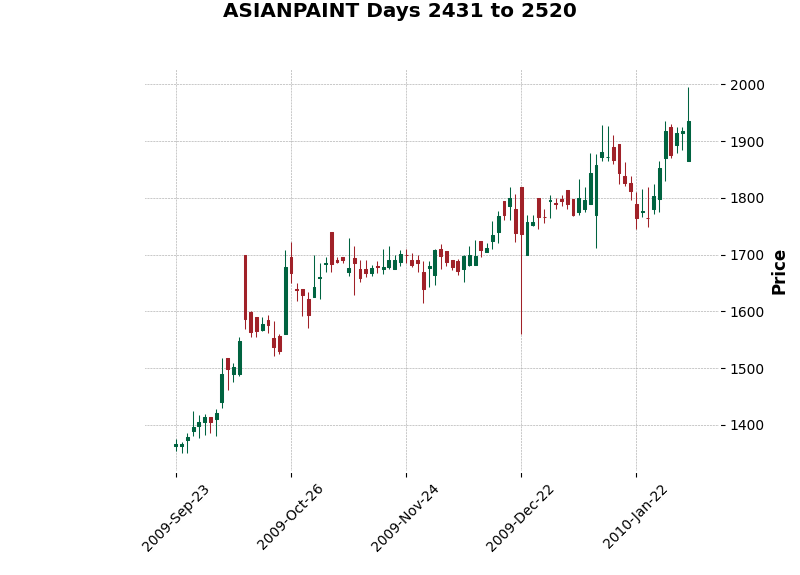 ASIANPAINT Days 2431 to 2520
2000
1900
1800
1700
1600
1500
1400
Price
2009-Sep-23
2009-Oct-26
2009-Nov-24
2009-Dec-22
2010-Jan-22